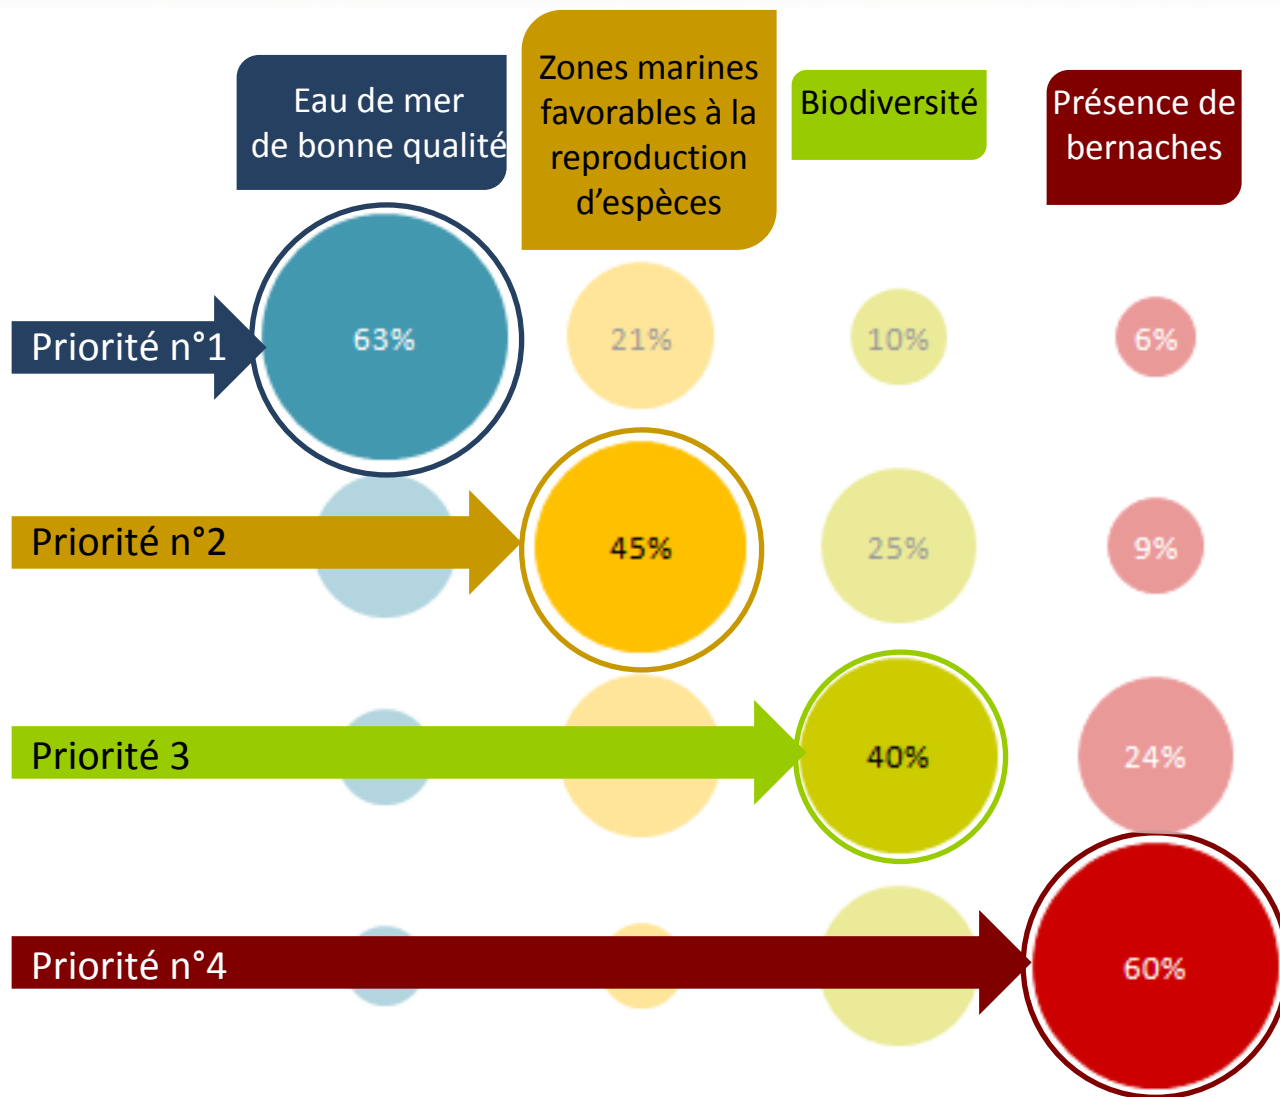 Eau de mer
de bonne qualité
Zones marines
favorables à la
reproduction
d’espèces
Biodiversité
Présence de
bernaches
Priorité n°1
63%
21%
10%
6%
Priorité n°2
45%
25%
9%
Priorité 3
40%
24%
Priorité n°4
60%